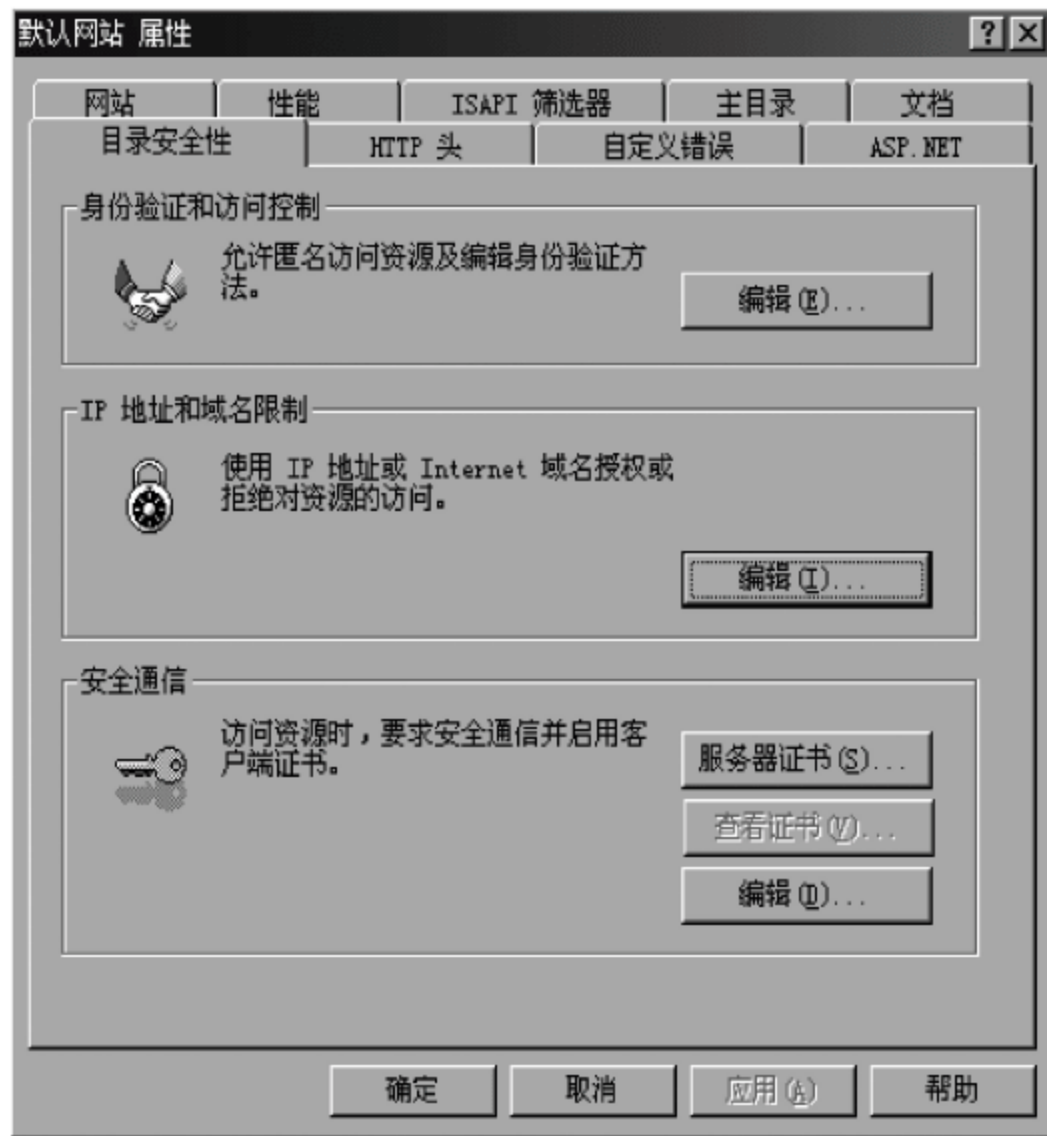 默认网站 属性
网站 性能 ISAPI 筛选器 主目录 文档
目录安全性 HTTP 头 自定义错误 ASP.NET
身份验证和访问控制
允许匿名访问资源及编辑身份验证方
法。
编辑(E)...
IP 地址和域名限制
使用 IP 地址或 Internet 域名授权或
拒绝对资源的访问。
编辑(I)...
安全通信
访问资源时，要求安全通信并启用客
户端证书。
服务器证书(S)...
查看证书(V)...
编辑(D)...
确定 取消 应用(A) 帮助